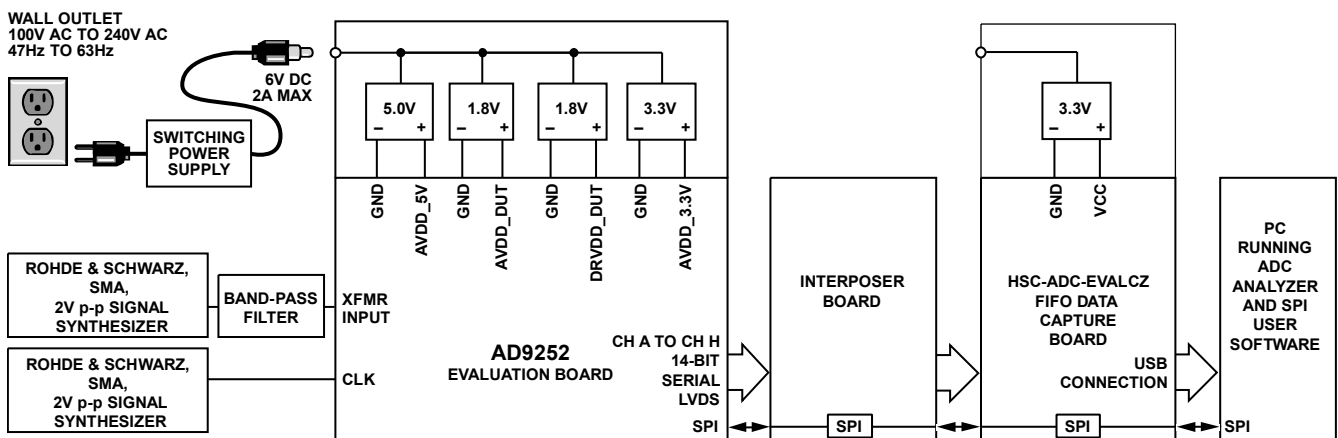 WALL OUTLET
100V AC TO 240V AC
47Hz TO 63Hz
6V DC
2A MAX
SWITCHING
POWER
SUPPLY
5.0V
– +
1.8V
– +
1.8V
– +
3.3V
– +
GND
AVDD_5V
GND
AVDD_DUT
GND
DRVDD_DUT
GND
AVDD_3.3V
3.3V
– +
GND
VCC
ROHDE & SCHWARZ,
SMA,
2V p-p SIGNAL
SYNTHESIZER
BAND-PASS
FILTER
XFMR
INPUT
ROHDE & SCHWARZ,
SMA,
2V p-p SIGNAL
SYNTHESIZER
CLK
AD9252
EVALUATION BOARD
CH A TO CH H
14-BIT
SERIAL
LVDS
SPI
INTERPOSER
BOARD
SPI
HSC-ADC-EVALCZ
FIFO DATA
CAPTURE
BOARD
USB
CONNECTION
SPI
PC
RUNNING
ADC
ANALYZER
AND SPI
USER
SOFTWARE
SPI